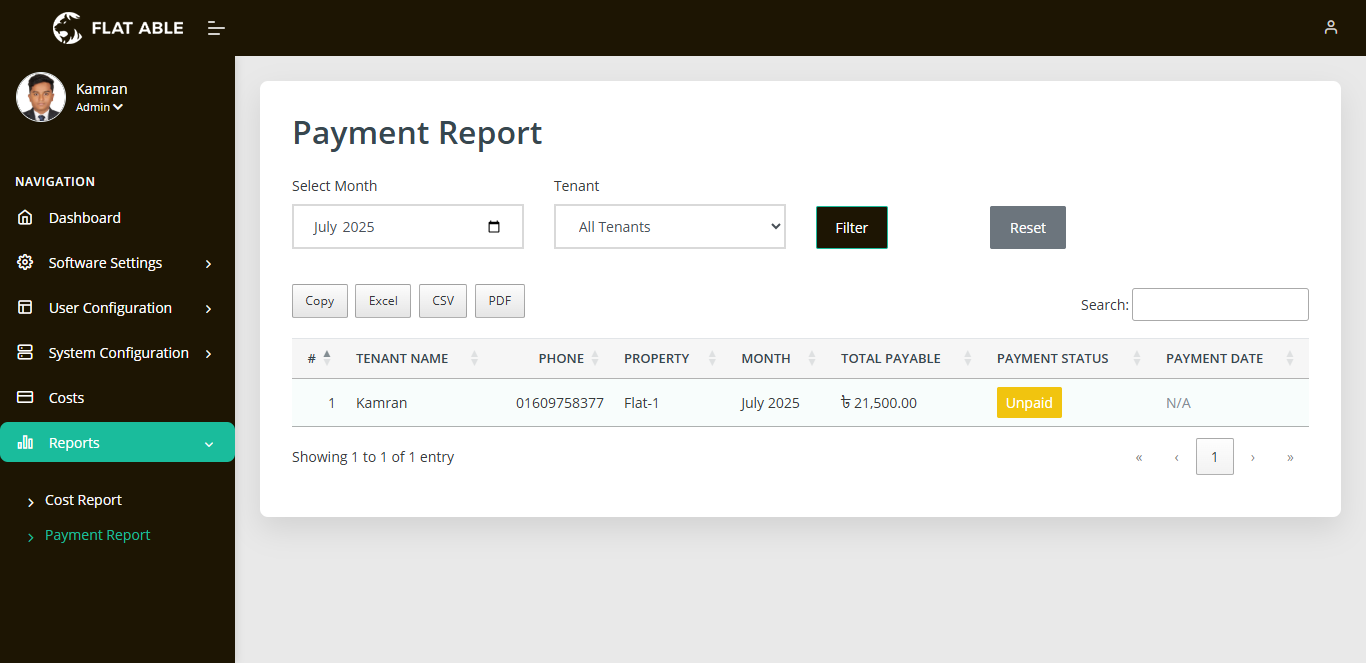 FLAT ABLE
Kamran
Admin
NAVIGATION
Dashboard
Software Settings
User Configuration
System Configuration
Costs
Reports
Cost Report
Payment Report
Payment Report
Select Month
Tenant
July 2025
All Tenants
Filter
Reset
Copy
Excel
CSV
PDF
Search:
# TENANT NAME PHONE PROPERTY MONTH TOTAL PAYABLE PAYMENT STATUS PAYMENT DATE
1 Kamran 01609758377 Flat-1 July 2025 ৳ 21,500.00 Unpaid N/A
Showing 1 to 1 of 1 entry
« ‹ 1 › »